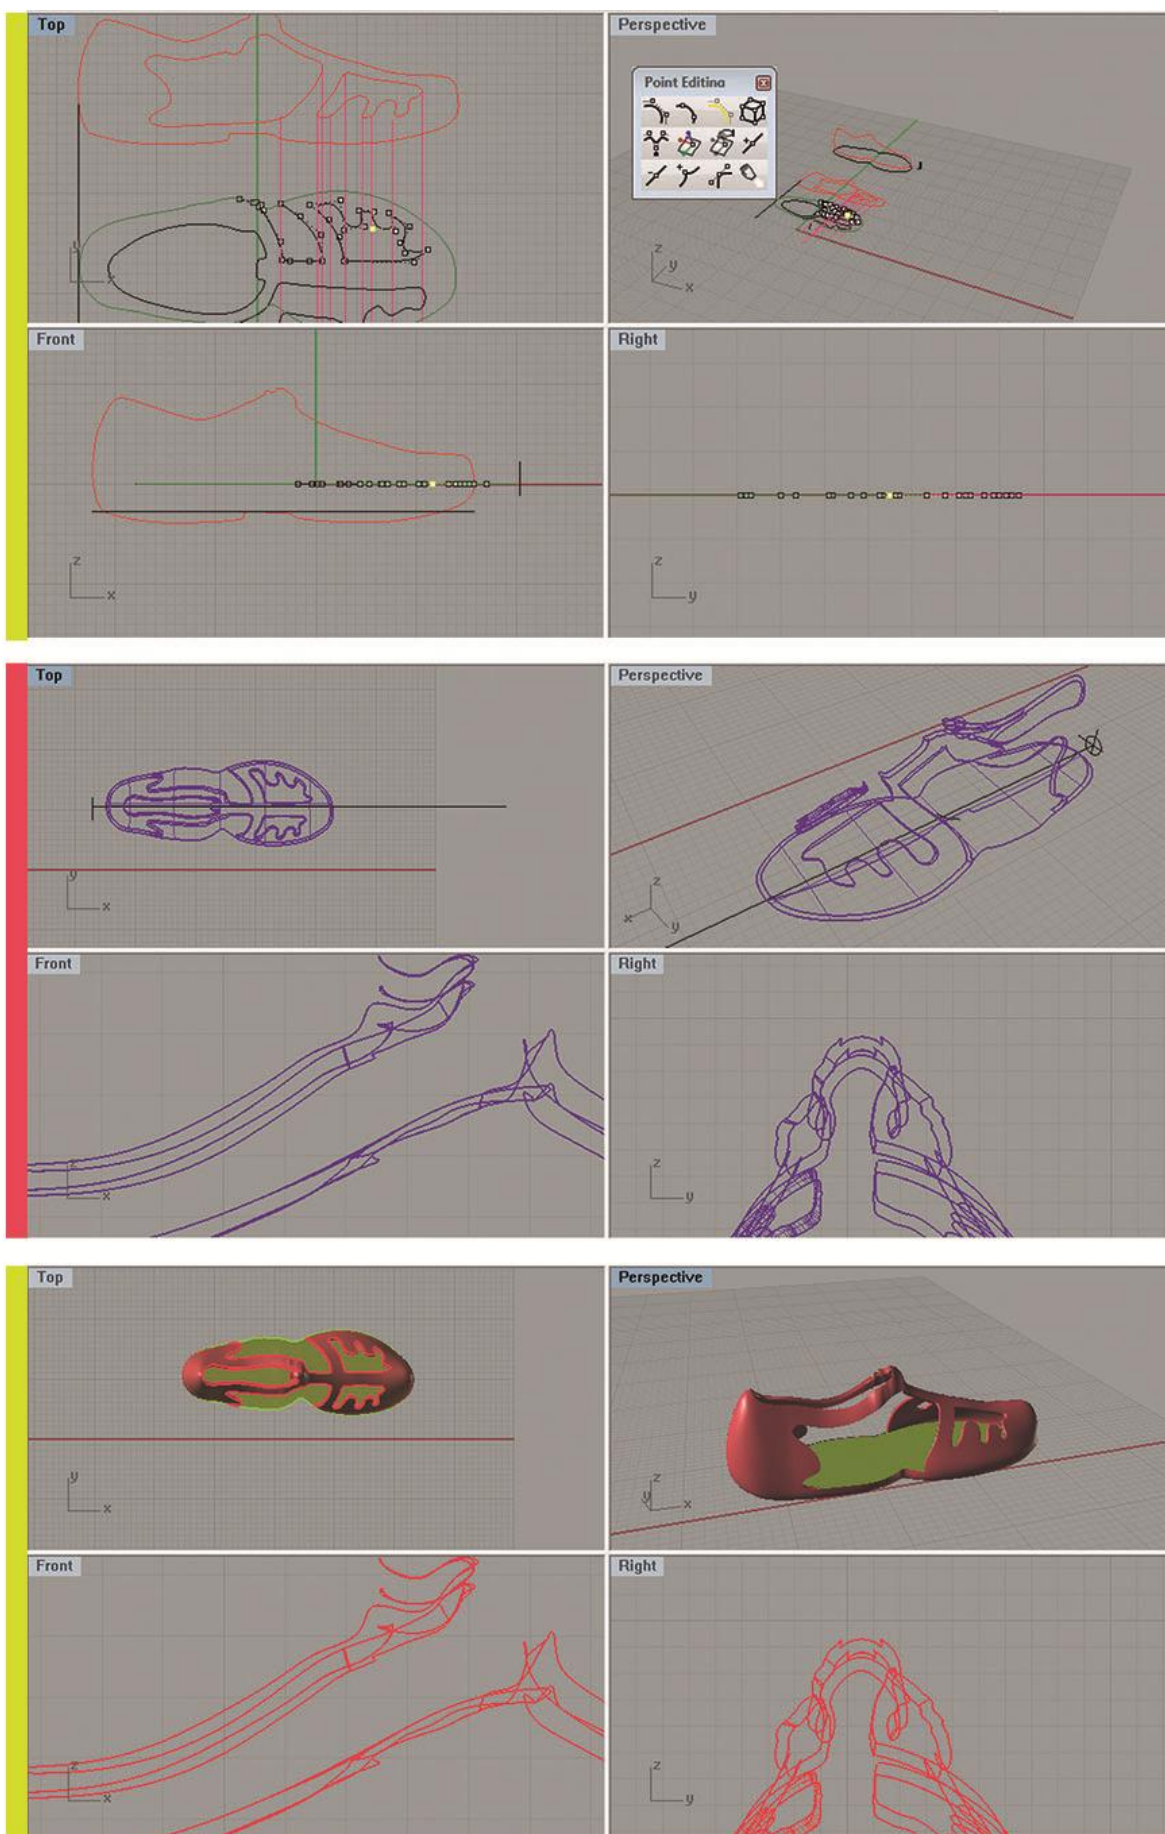 Top
Perspective
Point Editing
y
x
z
y
x
Front
Right
z
x
z
y
Top
Perspective
y
x
z
x
y
Front
Right
z
x
z
y
Top
Perspective
y
x
z
y
x
Front
Right
z
x
z
y